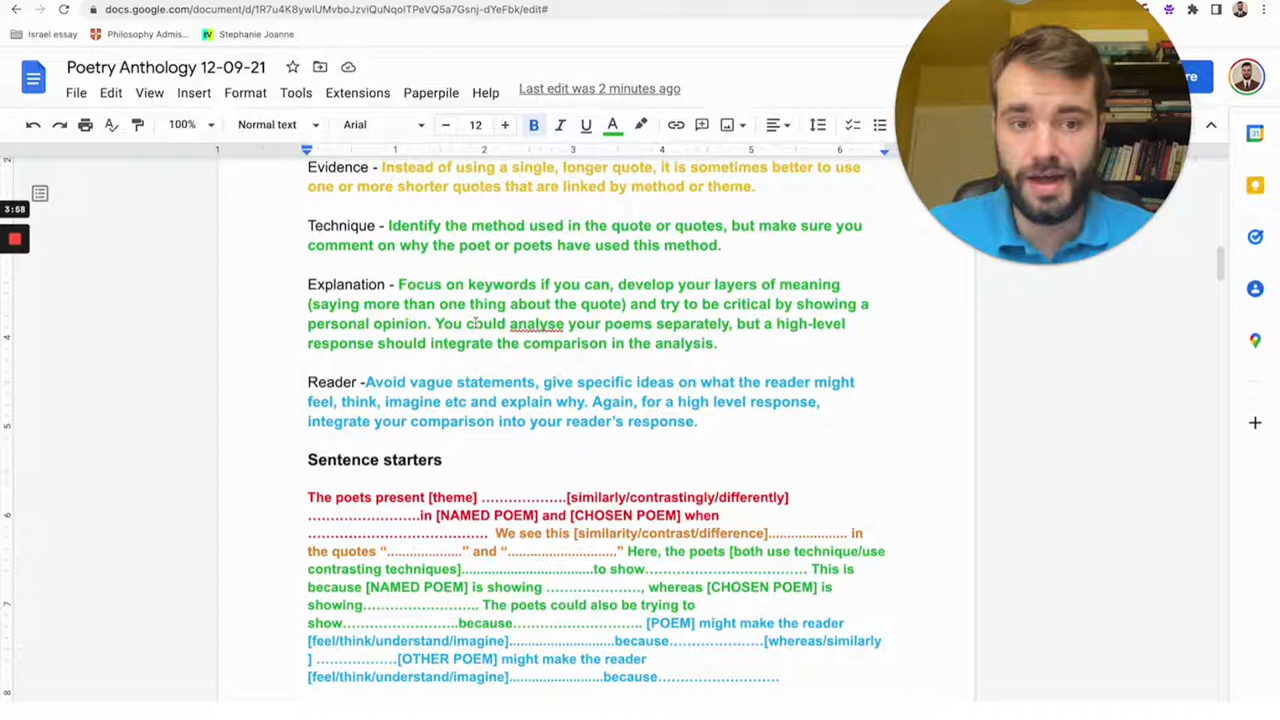 docs.google.com/document/d/1R7u4K8ywIUMvboJzviQuNqoITPeVQ5a7Gsnj-dYeFbk/edit#
Israel essay Philosophy Admis... Stephanie Joanne
Poetry Anthology 12-09-21
File Edit View Insert Format Tools Extensions Paperpile Help Last edit was 2 minutes ago
100% Normal text Arial 12 B I U A
1 1 2 3 4 5 6
Evidence - Instead of using a single, longer quote, it is sometimes better to use
one or more shorter quotes that are linked by method or theme.
3:58
Technique - Identify the method used in the quote or quotes, but make sure you
comment on why the poet or poets have used this method.
Explanation - Focus on keywords if you can, develop your layers of meaning
(saying more than one thing about the quote) and try to be critical by showing a
personal opinion. You could analyse your poems separately, but a high-level
response should integrate the comparison in the analysis.
Reader -Avoid vague statements, give specific ideas on what the reader might
feel, think, imagine etc and explain why. Again, for a high level response,
integrate your comparison into your reader's response.
Sentence starters
The poets present [theme] ………………..[similarly/contrastingly/differently]
…………………….in [NAMED POEM] and [CHOSEN POEM] when
………………………………….. We see this [similarity/contrast/difference]..................... in
the quotes “.....................” and “..............................” Here, the poets [both use technique/use
contrasting techniques]...................................to show……………………………. This is
because [NAMED POEM] is showing …………………, whereas [CHOSEN POEM] is
showing…………………….. The poets could also be trying to
show……………………..because…………………….. [POEM] might make the reader
[feel/think/understand/imagine]............................because………………[whereas/similarly
] ……………..[OTHER POEM] might make the reader
[feel/think/understand/imagine].........................because………………………